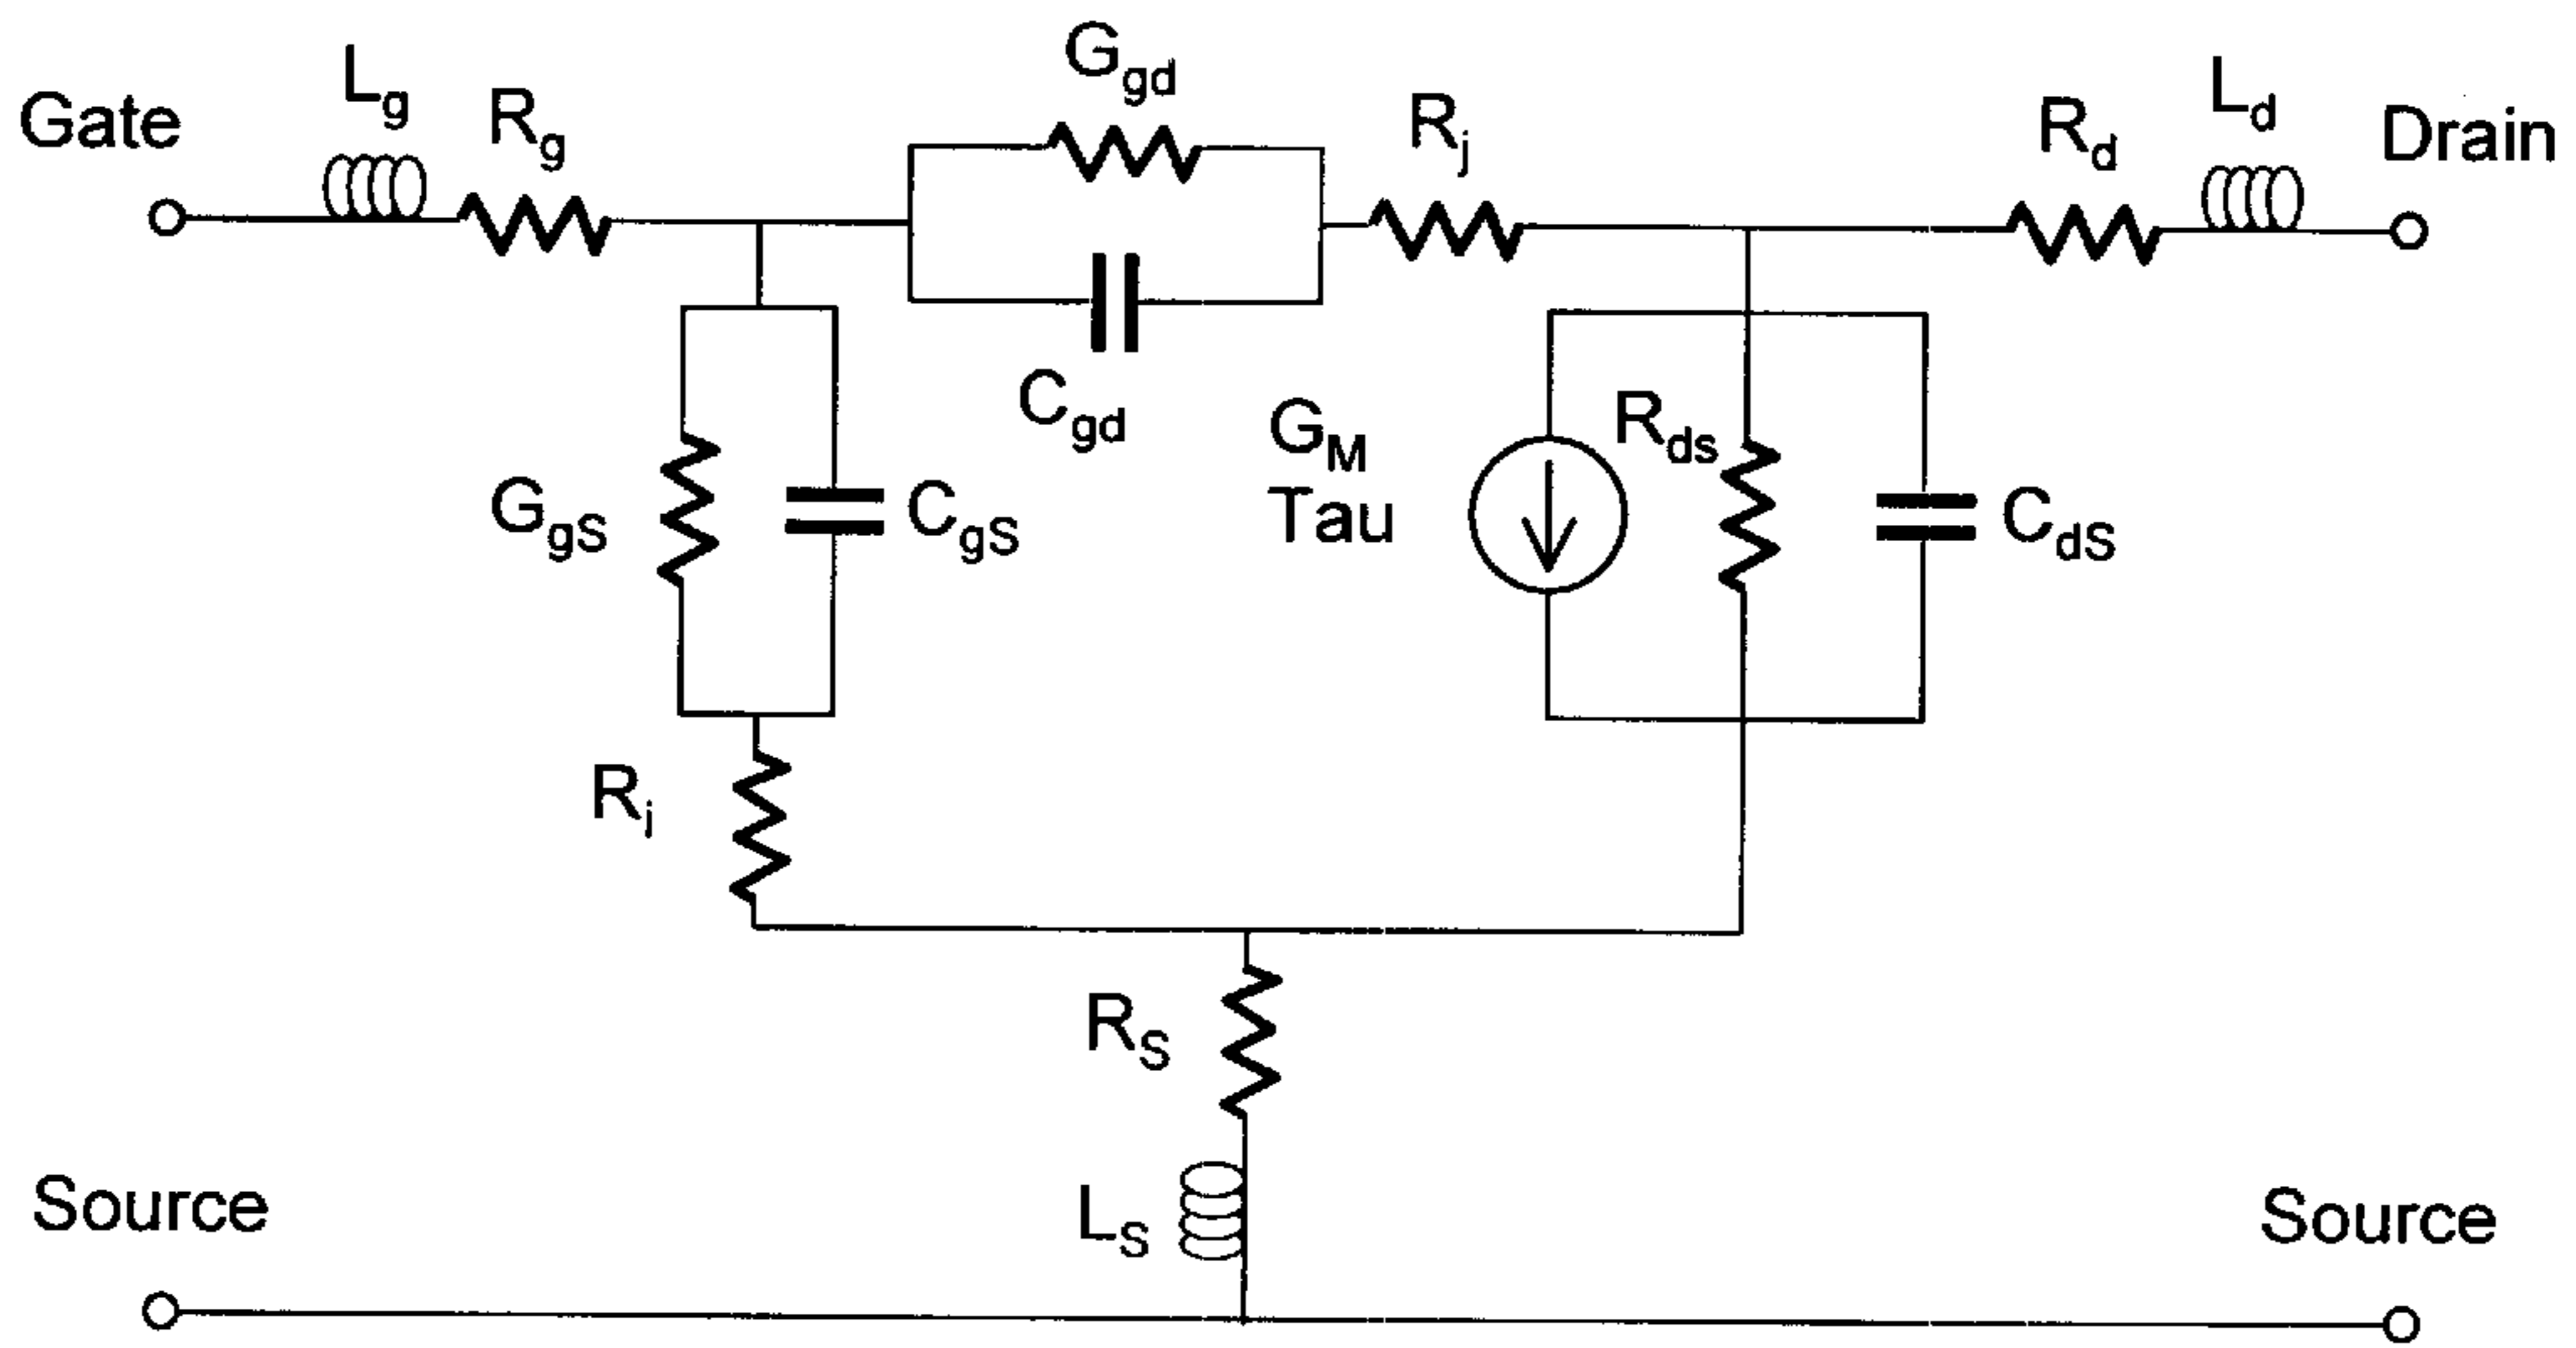 Gate
Lg
Rg
Ggd
Rj
Rd
Ld
Drain
Cgd
GM
Tau
Rds
CdS
GgS
CgS
Ri
RS
LS
Source
Source